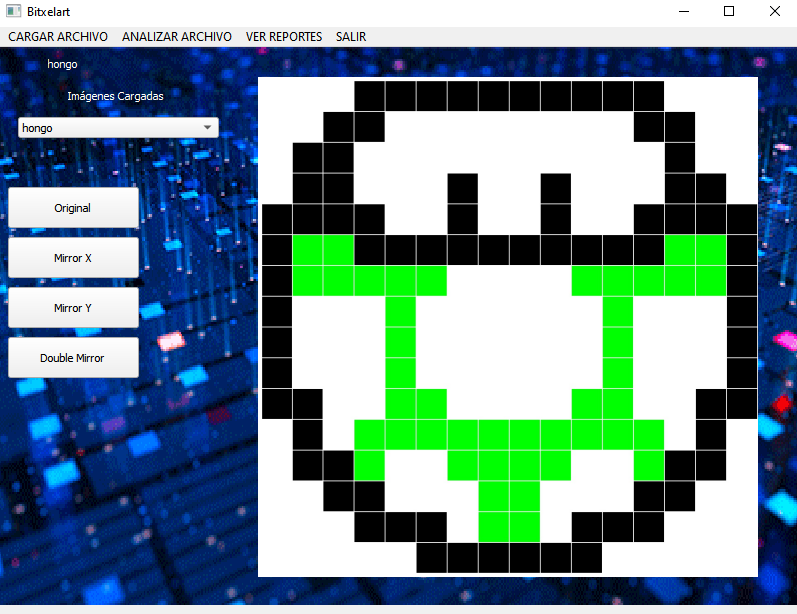 Bitxelart
CARGAR ARCHIVO ANALIZAR ARCHIVO VER REPORTES SALIR
hongo
Imágenes Cargadas
hongo
Original
Mirror X
Mirror Y
Double Mirror